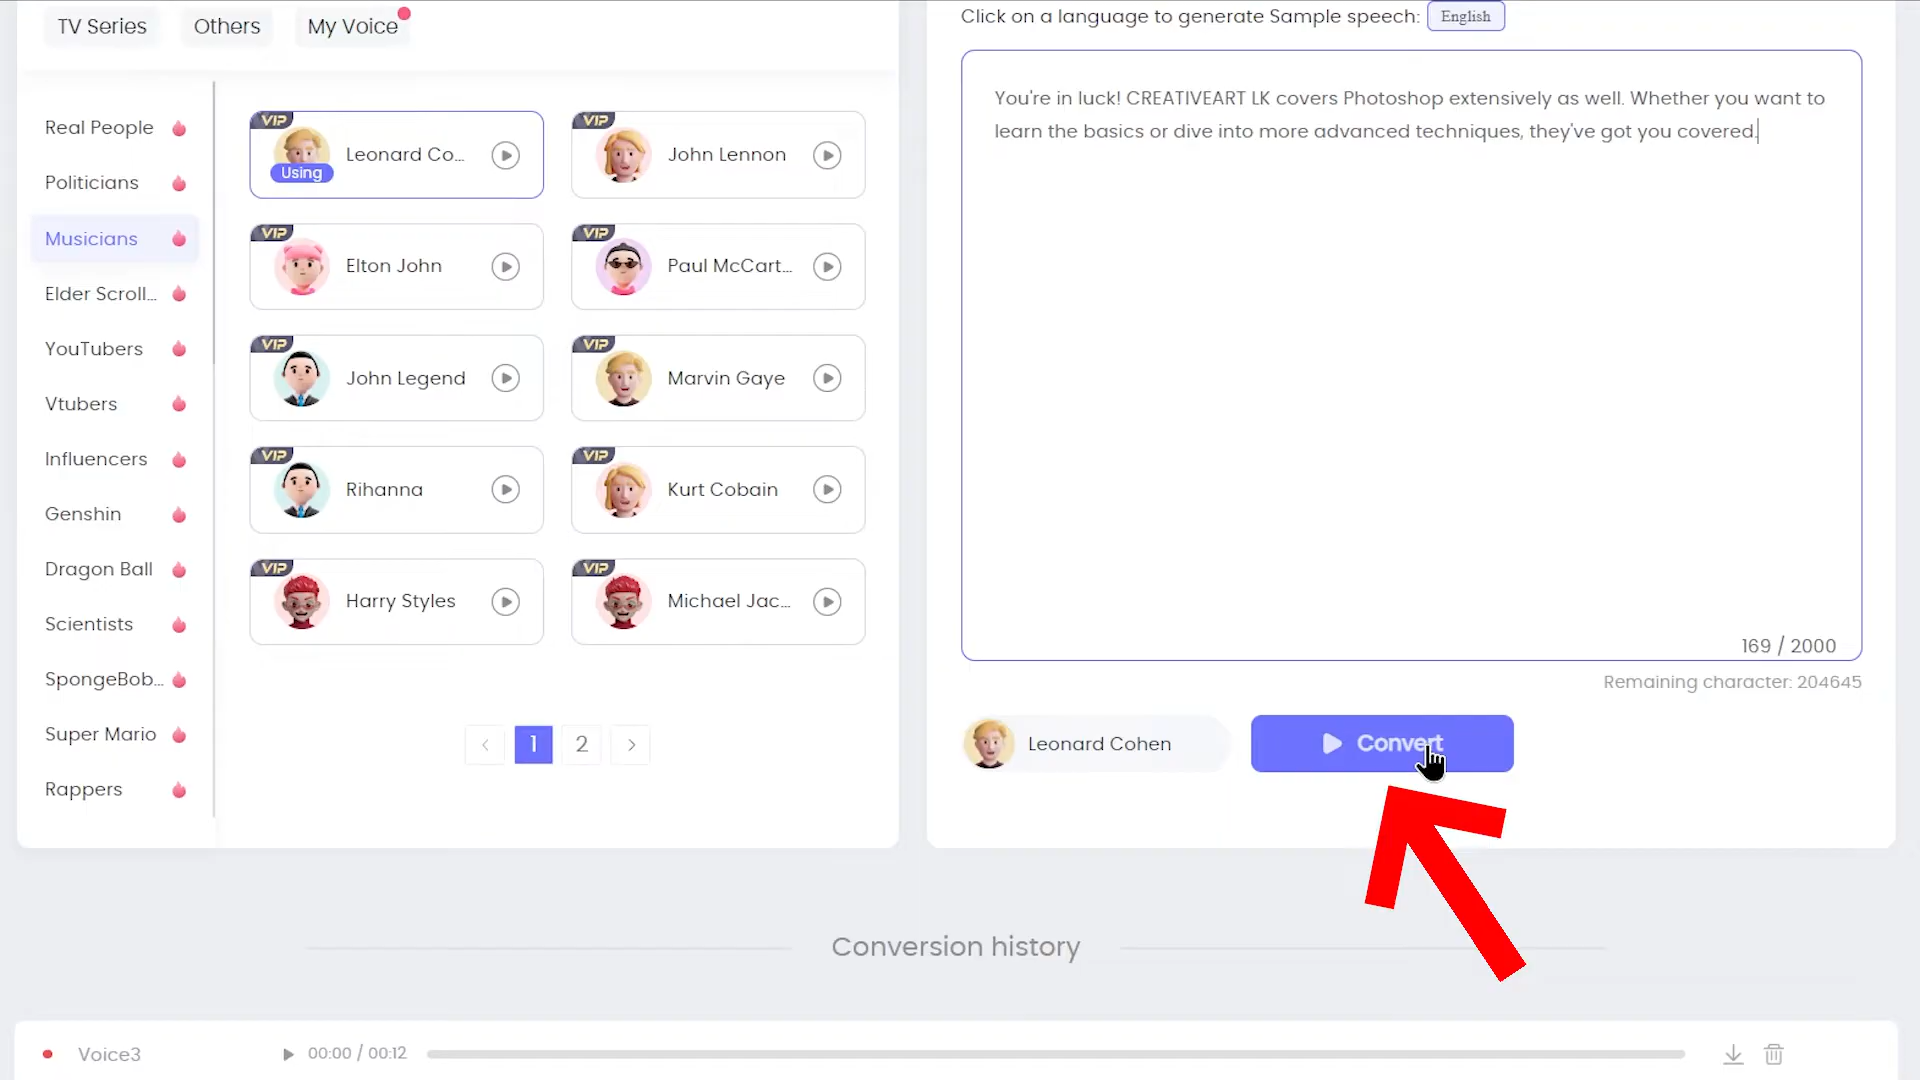 TV Series
Others
My Voice
Real People
Politicians
Musicians
Elder Scroll...
YouTubers
Vtubers
Influencers
Genshin
Dragon Ball
Scientists
SpongeBob...
Super Mario
Rappers
VIP
Leonard Co...
Using
VIP
John Lennon
VIP
Elton John
VIP
Paul McCart...
VIP
John Legend
VIP
Marvin Gaye
VIP
Rihanna
VIP
Kurt Cobain
VIP
Harry Styles
VIP
Michael Jac...
< 1 2 >
Click on a language to generate Sample speech: English
You're in luck! CREATIVEART LK covers Photoshop extensively as well. Whether you want to
learn the basics or dive into more advanced techniques, they've got you covered.
169 / 2000
Remaining character: 204645
Leonard Cohen
Convert
Conversion history
Voice3
00:00 / 00:12